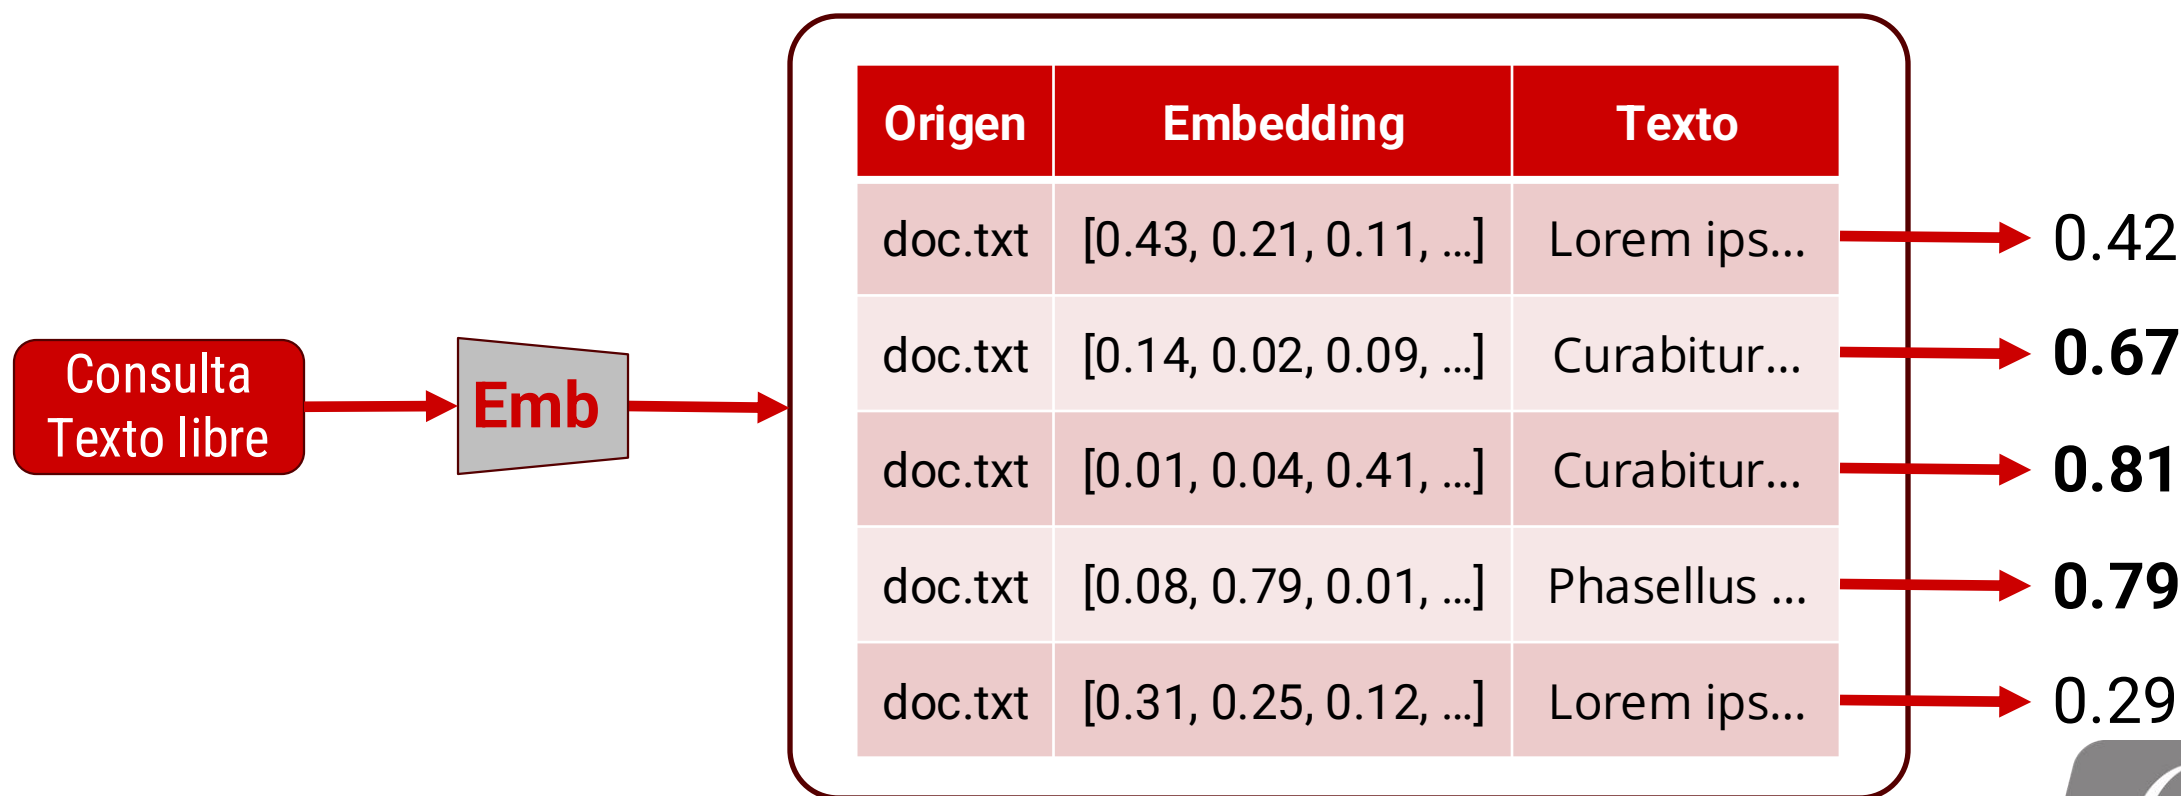 Consulta
Texto libre
Emb
Origen Embedding Texto
doc.txt [0.43, 0.21, 0.11, ...] Lorem ips... 0.42
doc.txt [0.14, 0.02, 0.09, ...] Curabitur... 0.67
doc.txt [0.01, 0.04, 0.41, ...] Curabitur... 0.81
doc.txt [0.08, 0.79, 0.01, ...] Phasellus ... 0.79
doc.txt [0.31, 0.25, 0.12, ...] Lorem ips... 0.29